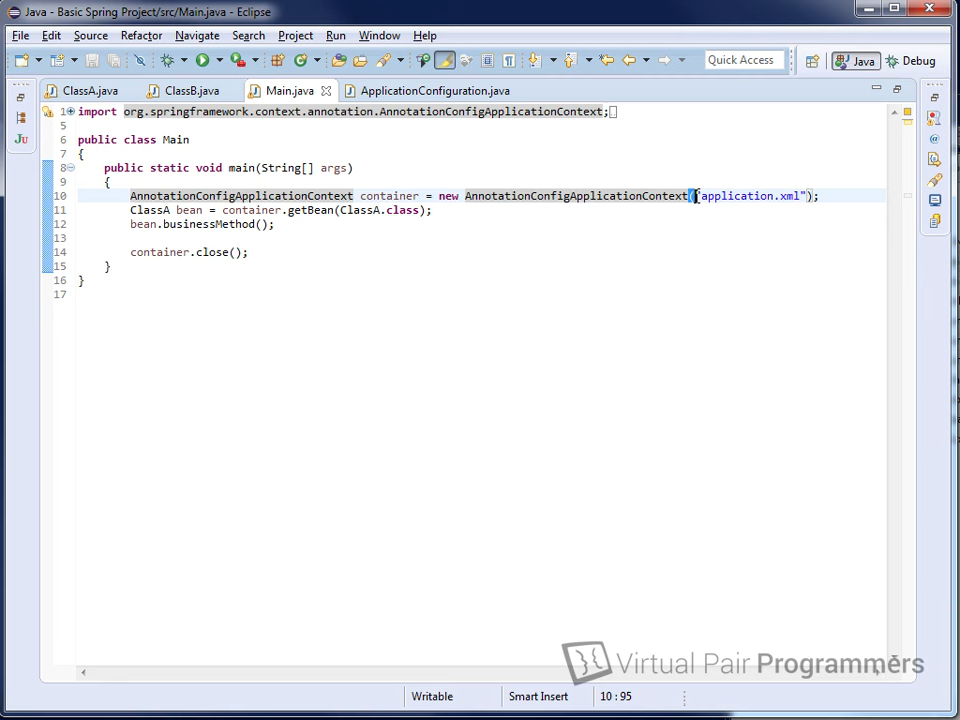 Java - Basic Spring Project/src/Main.java - Eclipse
File Edit Source Refactor Navigate Search Project Run Window Help
Quick Access Java Debug
ClassA.java ClassB.java Main.java ApplicationConfiguration.java
1 import org.springframework.context.annotation.AnnotationConfigApplicationContext;
5
6 public class Main
7 {
8 public static void main(String[] args)
9 {
10 AnnotationConfigApplicationContext container = new AnnotationConfigApplicationContext("application.xml");
11 ClassA bean = container.getBean(ClassA.class);
12 bean.businessMethod();
13
14 container.close();
15 }
16 }
17
JU
Virtual Pair Programmers
Writable Smart Insert 10 : 95